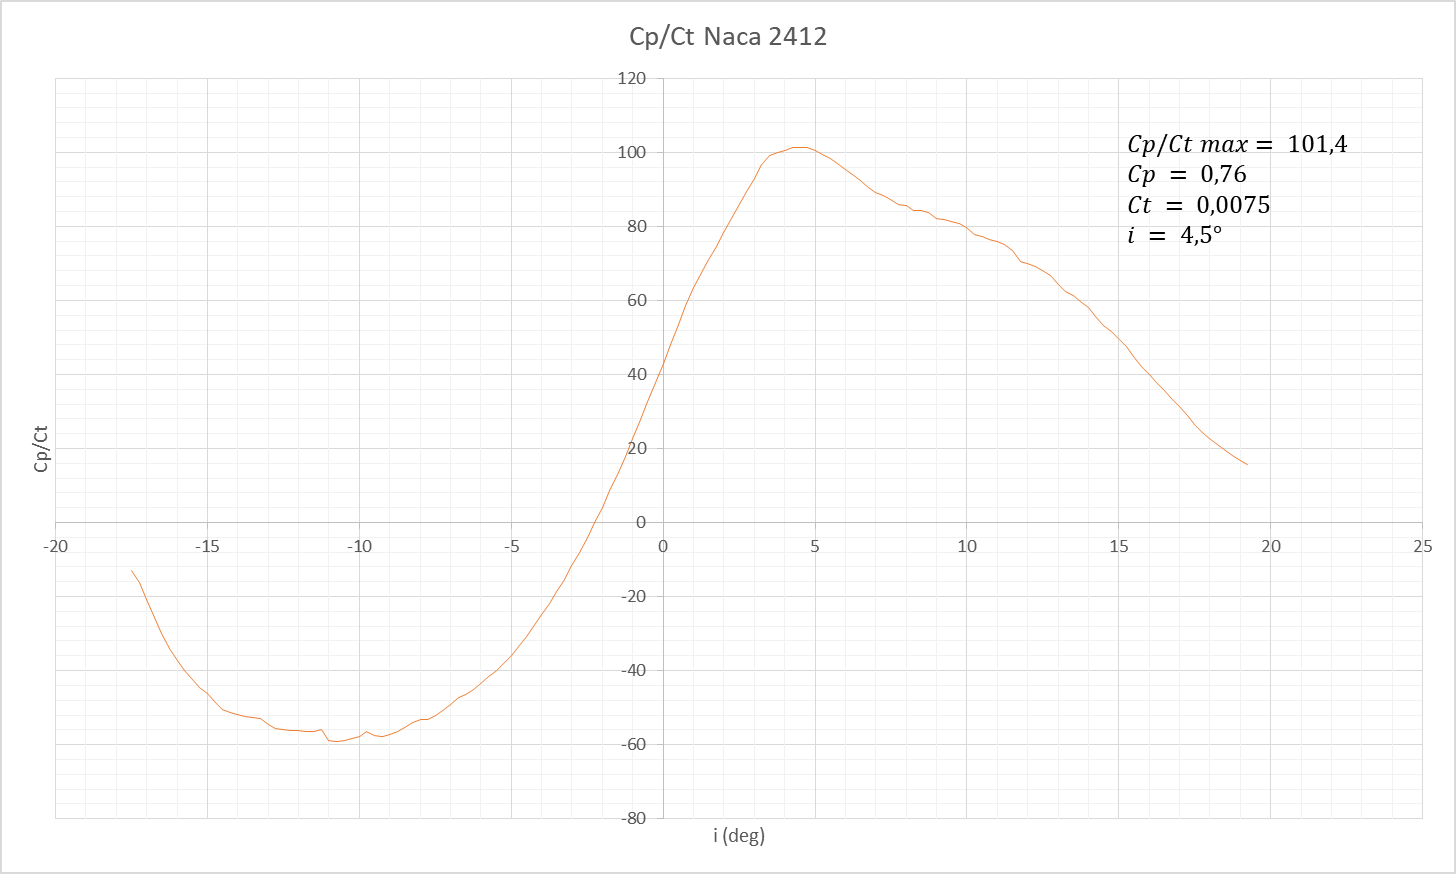 Cp/Ct Naca 2412
120
100
80
60
40
20
0
-20
-40
-60
-80
-20 -15 -10 -5 0 5 10 15 20 25
Cp/Ct
i (deg)
Cp/Ct max = 101,4
Cp = 0,76
Ct = 0,0075
i = 4,5°